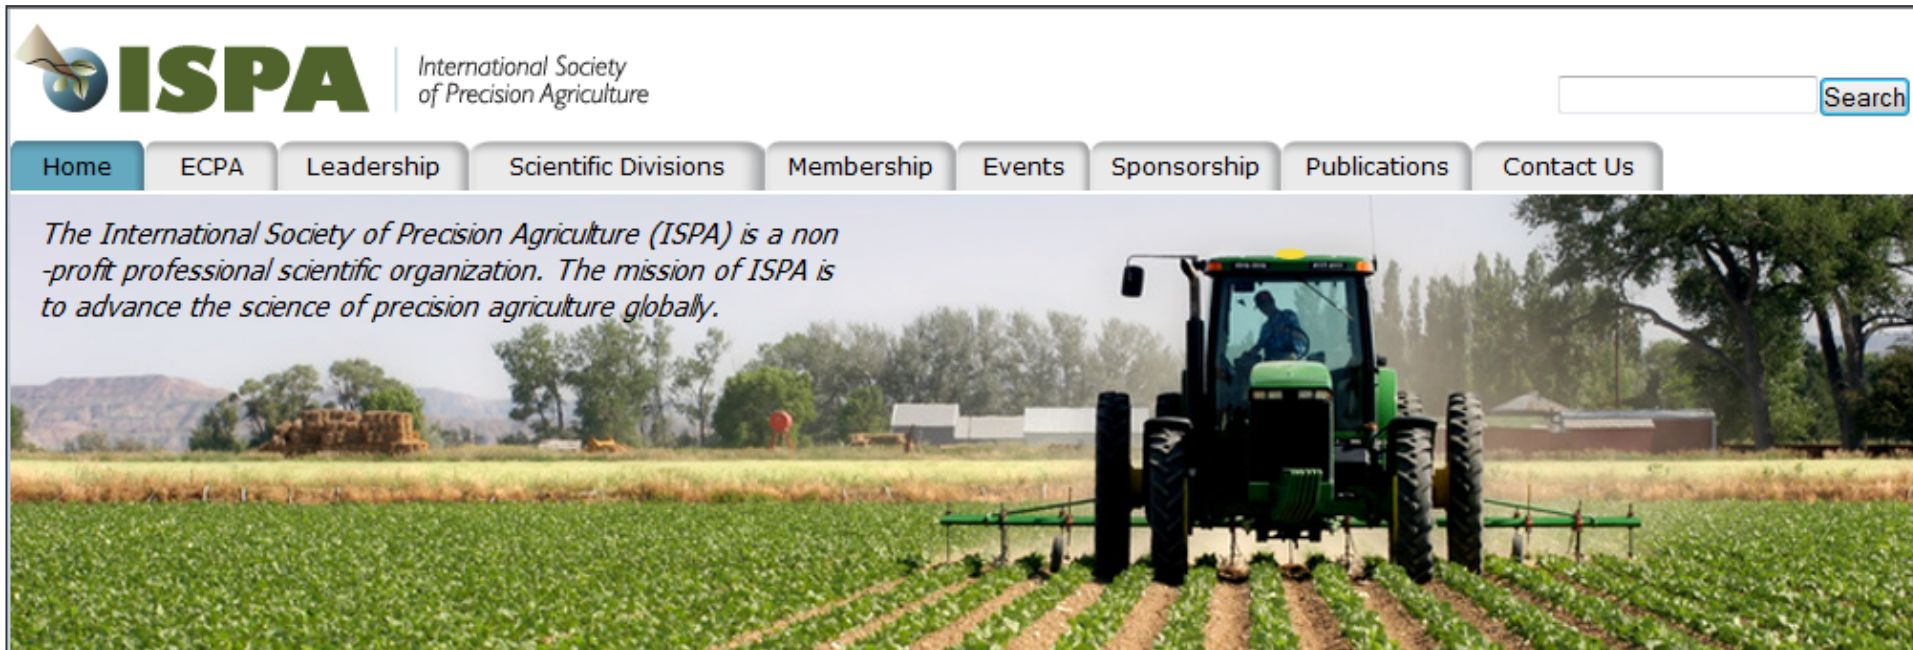 ISPA
International Society
of Precision Agriculture
Search
Home ECPA Leadership Scientific Divisions Membership Events Sponsorship Publications Contact Us
The International Society of Precision Agriculture (ISPA) is a non
-profit professional scientific organization. The mission of ISPA is
to advance the science of precision agriculture globally.